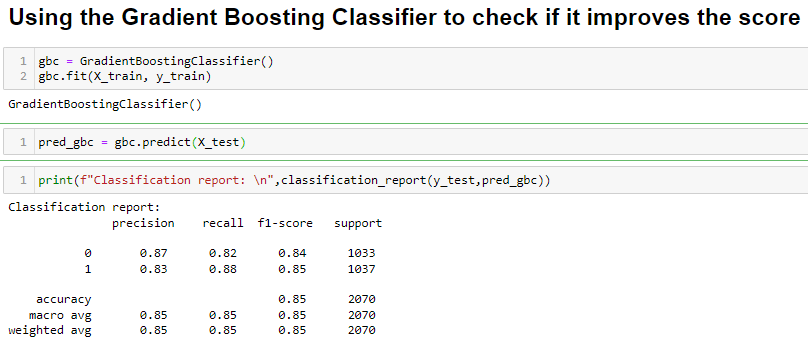 Using the Gradient Boosting Classifier to check if it improves the score
1 gbc = GradientBoostingClassifier()
2 gbc.fit(X_train, y_train)
GradientBoostingClassifier()
1 pred_gbc = gbc.predict(X_test)
1 print(f"Classification report: \n",classification_report(y_test,pred_gbc))
Classification report:
precision recall f1-score support
0 0.87 0.82 0.84 1033
1 0.83 0.88 0.85 1037
accuracy 0.85 2070
macro avg 0.85 0.85 0.85 2070
weighted avg 0.85 0.85 0.85 2070